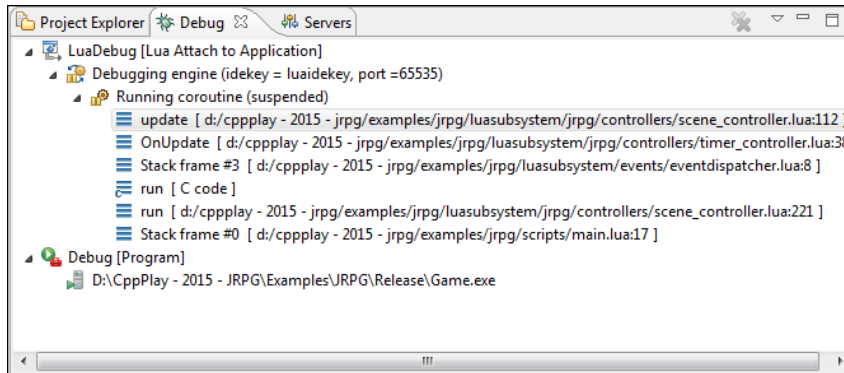 Project Explorer Debug Servers
LuaDebug [Lua Attach to Application]
Debugging engine (idekey = luaidekey, port =65535)
Running coroutine (suspended)
update [ d:/cppplay - 2015 - jrpg/examples/jrpg/luasubsystem/jrpg/controllers/scene_controller.lua:112 ]
OnUpdate [ d:/cppplay - 2015 - jrpg/examples/jrpg/luasubsystem/jrpg/controllers/timer_controller.lua:38
Stack frame #3 [ d:/cppplay - 2015 - jrpg/examples/jrpg/luasubsystem/events/eventdispatcher.lua:8 ]
run [ C code ]
run [ d:/cppplay - 2015 - jrpg/examples/jrpg/luasubsystem/jrpg/controllers/scene_controller.lua:221 ]
Stack frame #0 [ d:/cppplay - 2015 - jrpg/examples/jrpg/scripts/main.lua:17 ]
Debug [Program]
D:\CppPlay - 2015 - JRPG\Examples\JRPG\Release\Game.exe